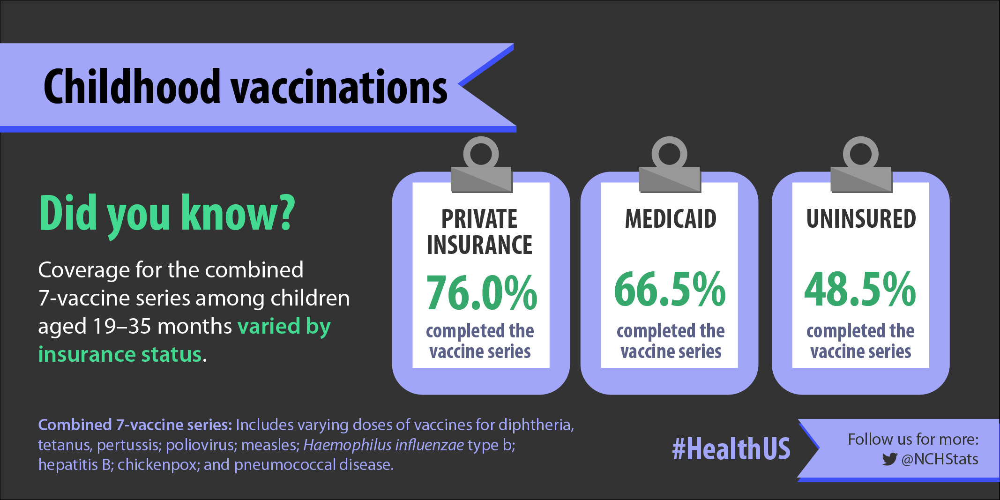 Childhood vaccinations
Did you know?
Coverage for the combined
7-vaccine series among children
aged 19–35 months varied by
insurance status.
PRIVATE
INSURANCE
76.0%
completed the
vaccine series
MEDICAID
66.5%
completed the
vaccine series
UNINSURED
48.5%
completed the
vaccine series
Combined 7-vaccine series: Includes varying doses of vaccines for diphtheria,
tetanus, pertussis; poliovirus; measles; Haemophilus influenzae type b;
hepatitis B; chickenpox; and pneumococcal disease.
#HealthUS
Follow us for more:
@NCHStats